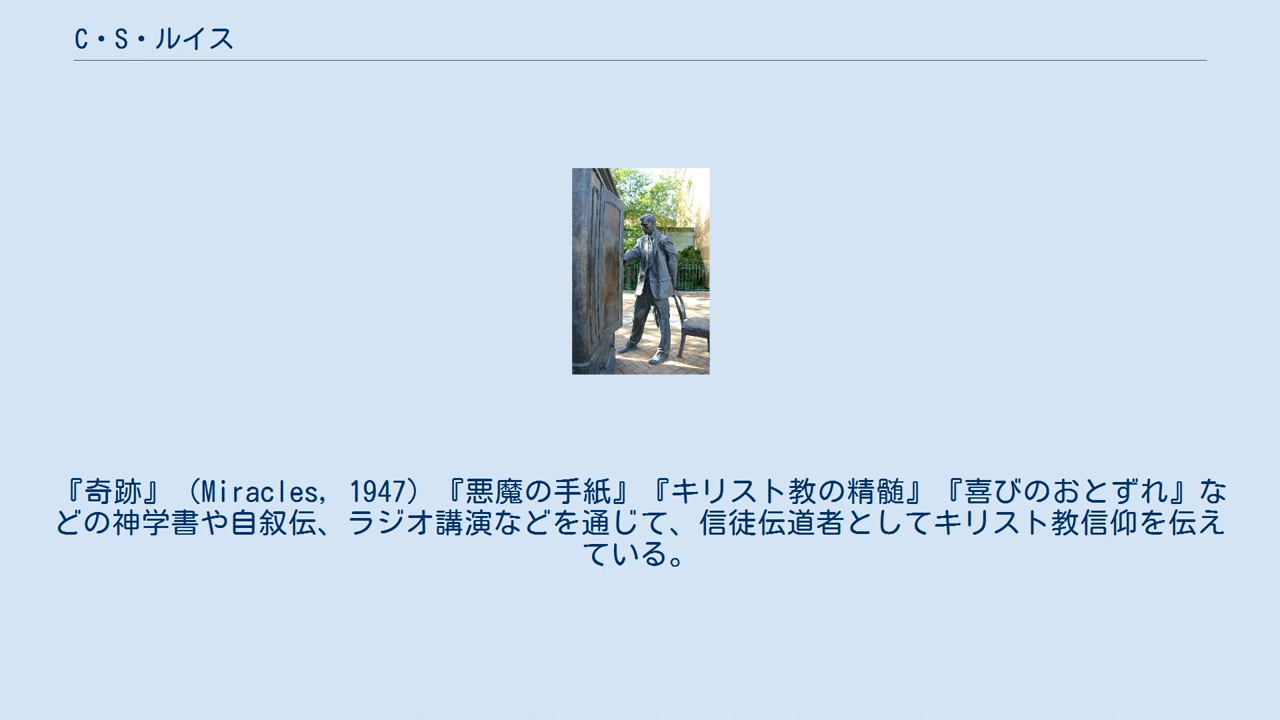 C・S・ルイス
『奇跡』（Miracles, 1947）『悪魔の手紙』『キリスト教の精髄』『喜びのおとずれ』な
どの神学書や自叙伝、ラジオ講演などを通じて、信徒伝道者としてキリスト教信仰を伝え
ている。